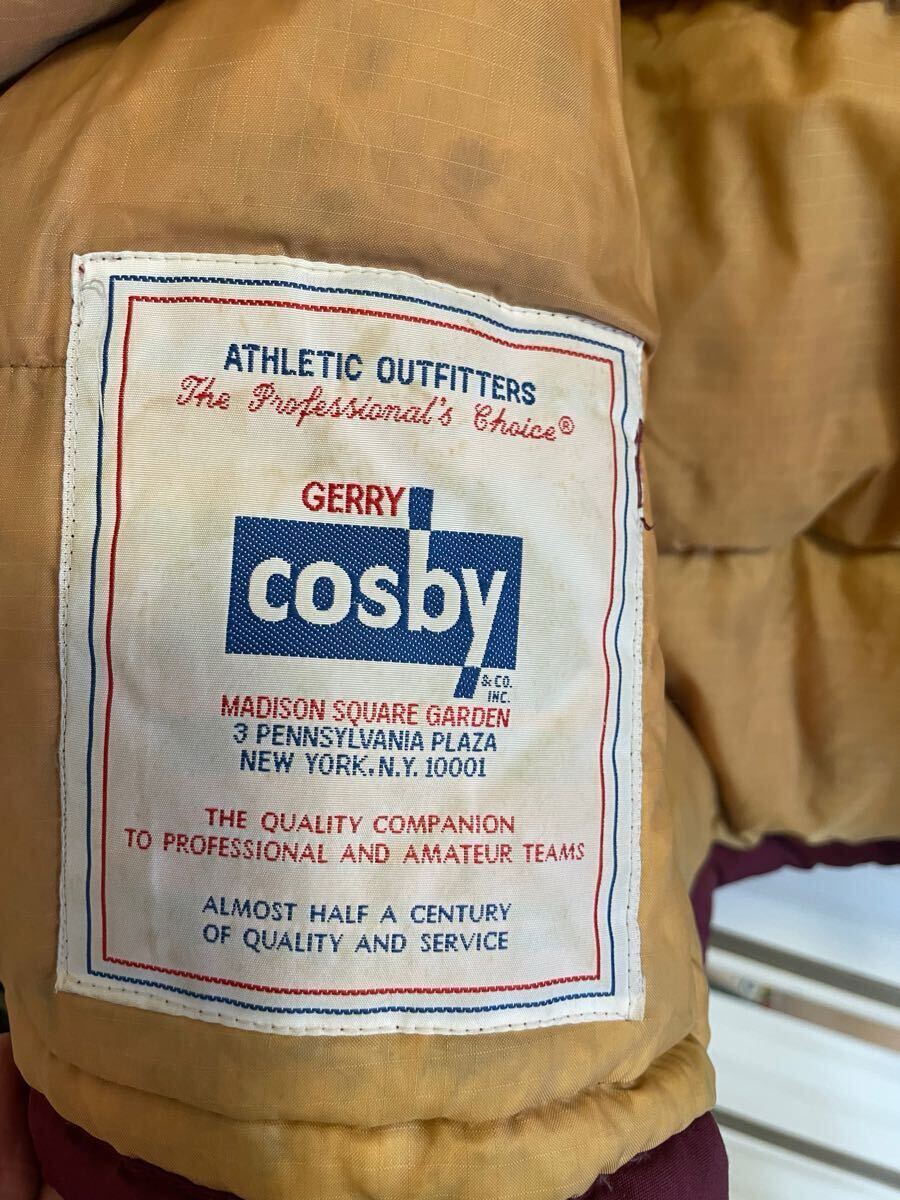 ATHLETIC OUTFITTERS
The Professional's Choice®
GERRY
cosby
& CO.
INC.
MADISON SQUARE GARDEN
3 PENNSYLVANIA PLAZA
NEW YORK, N.Y. 10001
THE QUALITY COMPANION
TO PROFESSIONAL AND AMATEUR TEAMS
ALMOST HALF A CENTURY
OF QUALITY AND SERVICE